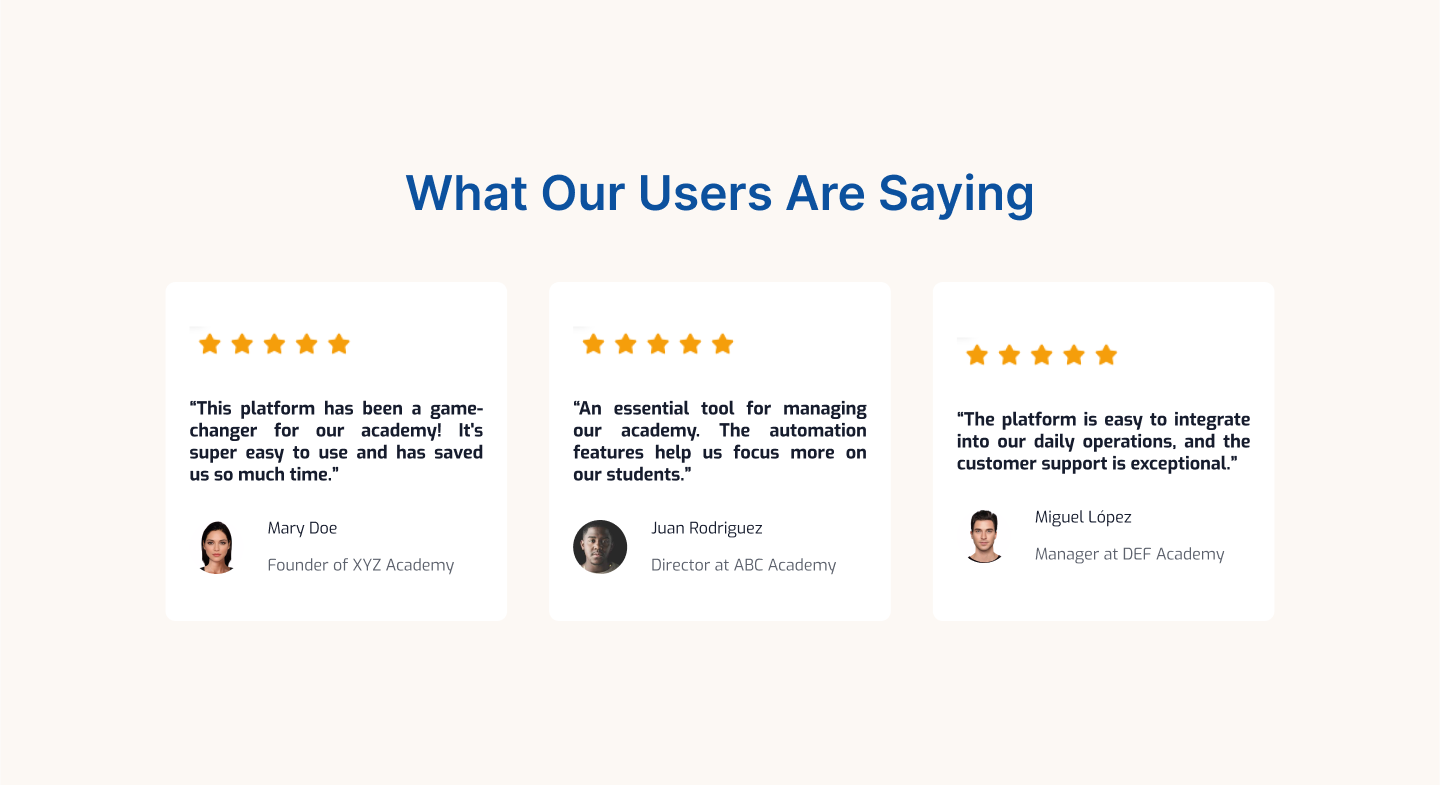 What Our Users Are Saying
“This platform has been a game-
changer for our academy! It's
super easy to use and has saved
us so much time.”
Mary Doe
Founder of XYZ Academy
“An essential tool for managing
our academy. The automation
features help us focus more on
our students.”
Juan Rodriguez
Director at ABC Academy
“The platform is easy to integrate
into our daily operations, and the
customer support is exceptional.”
Miguel López
Manager at DEF Academy